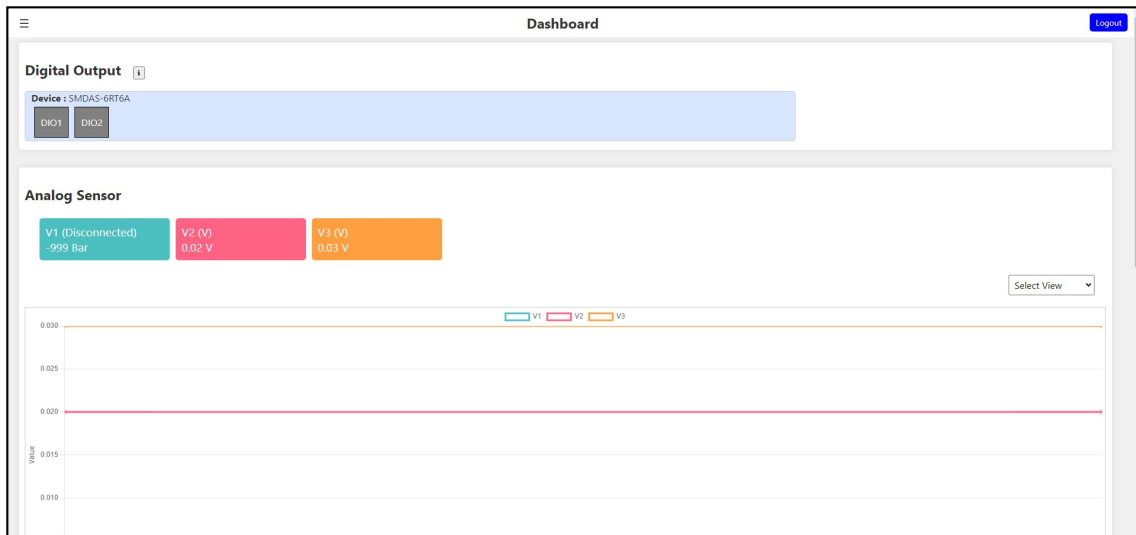 ☰ Dashboard Logout
Digital Output i
Device : SMDAS-6RT6A
DIO1 DIO2
Analog Sensor
V1 (Disconnected) V2 (V) V3 (V)
-999 Bar 0.02 V 0.03 V
Select View
V1 V2 V3
0.030
0.025
0.020
0.015
Value
0.010